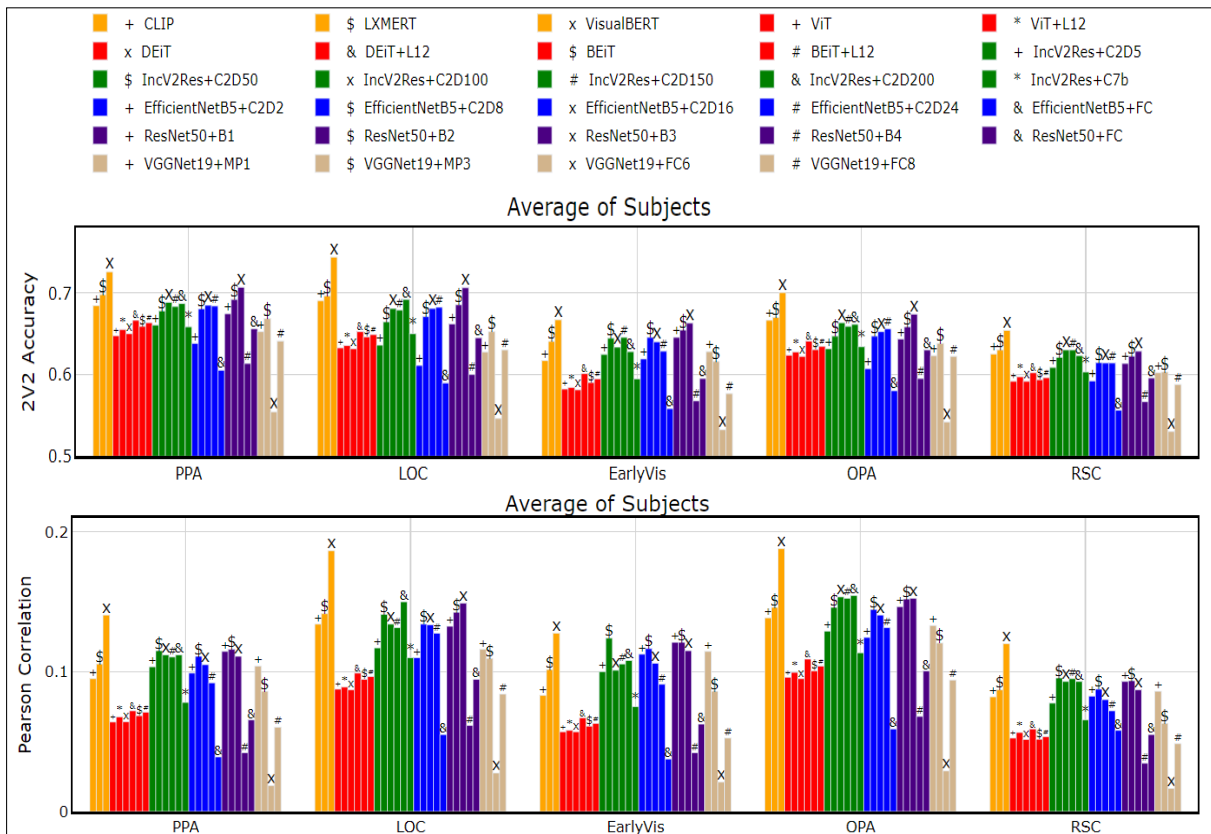 + CLIP $ LXMERT x VisualBERT + ViT * ViT+L12
x DEiT & DEiT+L12 $ BEiT # BEiT+L12 + IncV2Res+C2D5
$ IncV2Res+C2D50 x IncV2Res+C2D100 # IncV2Res+C2D150 & IncV2Res+C2D200 * IncV2Res+C7b
+ EfficientNetB5+C2D2 $ EfficientNetB5+C2D8 x EfficientNetB5+C2D16 # EfficientNetB5+C2D24 & EfficientNetB5+FC
+ ResNet50+B1 $ ResNet50+B2 x ResNet50+B3 # ResNet50+B4 & ResNet50+FC
+ VGGNet19+MP1 $ VGGNet19+MP3 x VGGNet19+FC6 # VGGNet19+FC8
Average of Subjects
2V2 Accuracy
0.7
0.6
0.5
PPA LOC EarlyVis OPA RSC
Average of Subjects
Pearson Correlation
0.2
0.1
0
PPA LOC EarlyVis OPA RSC